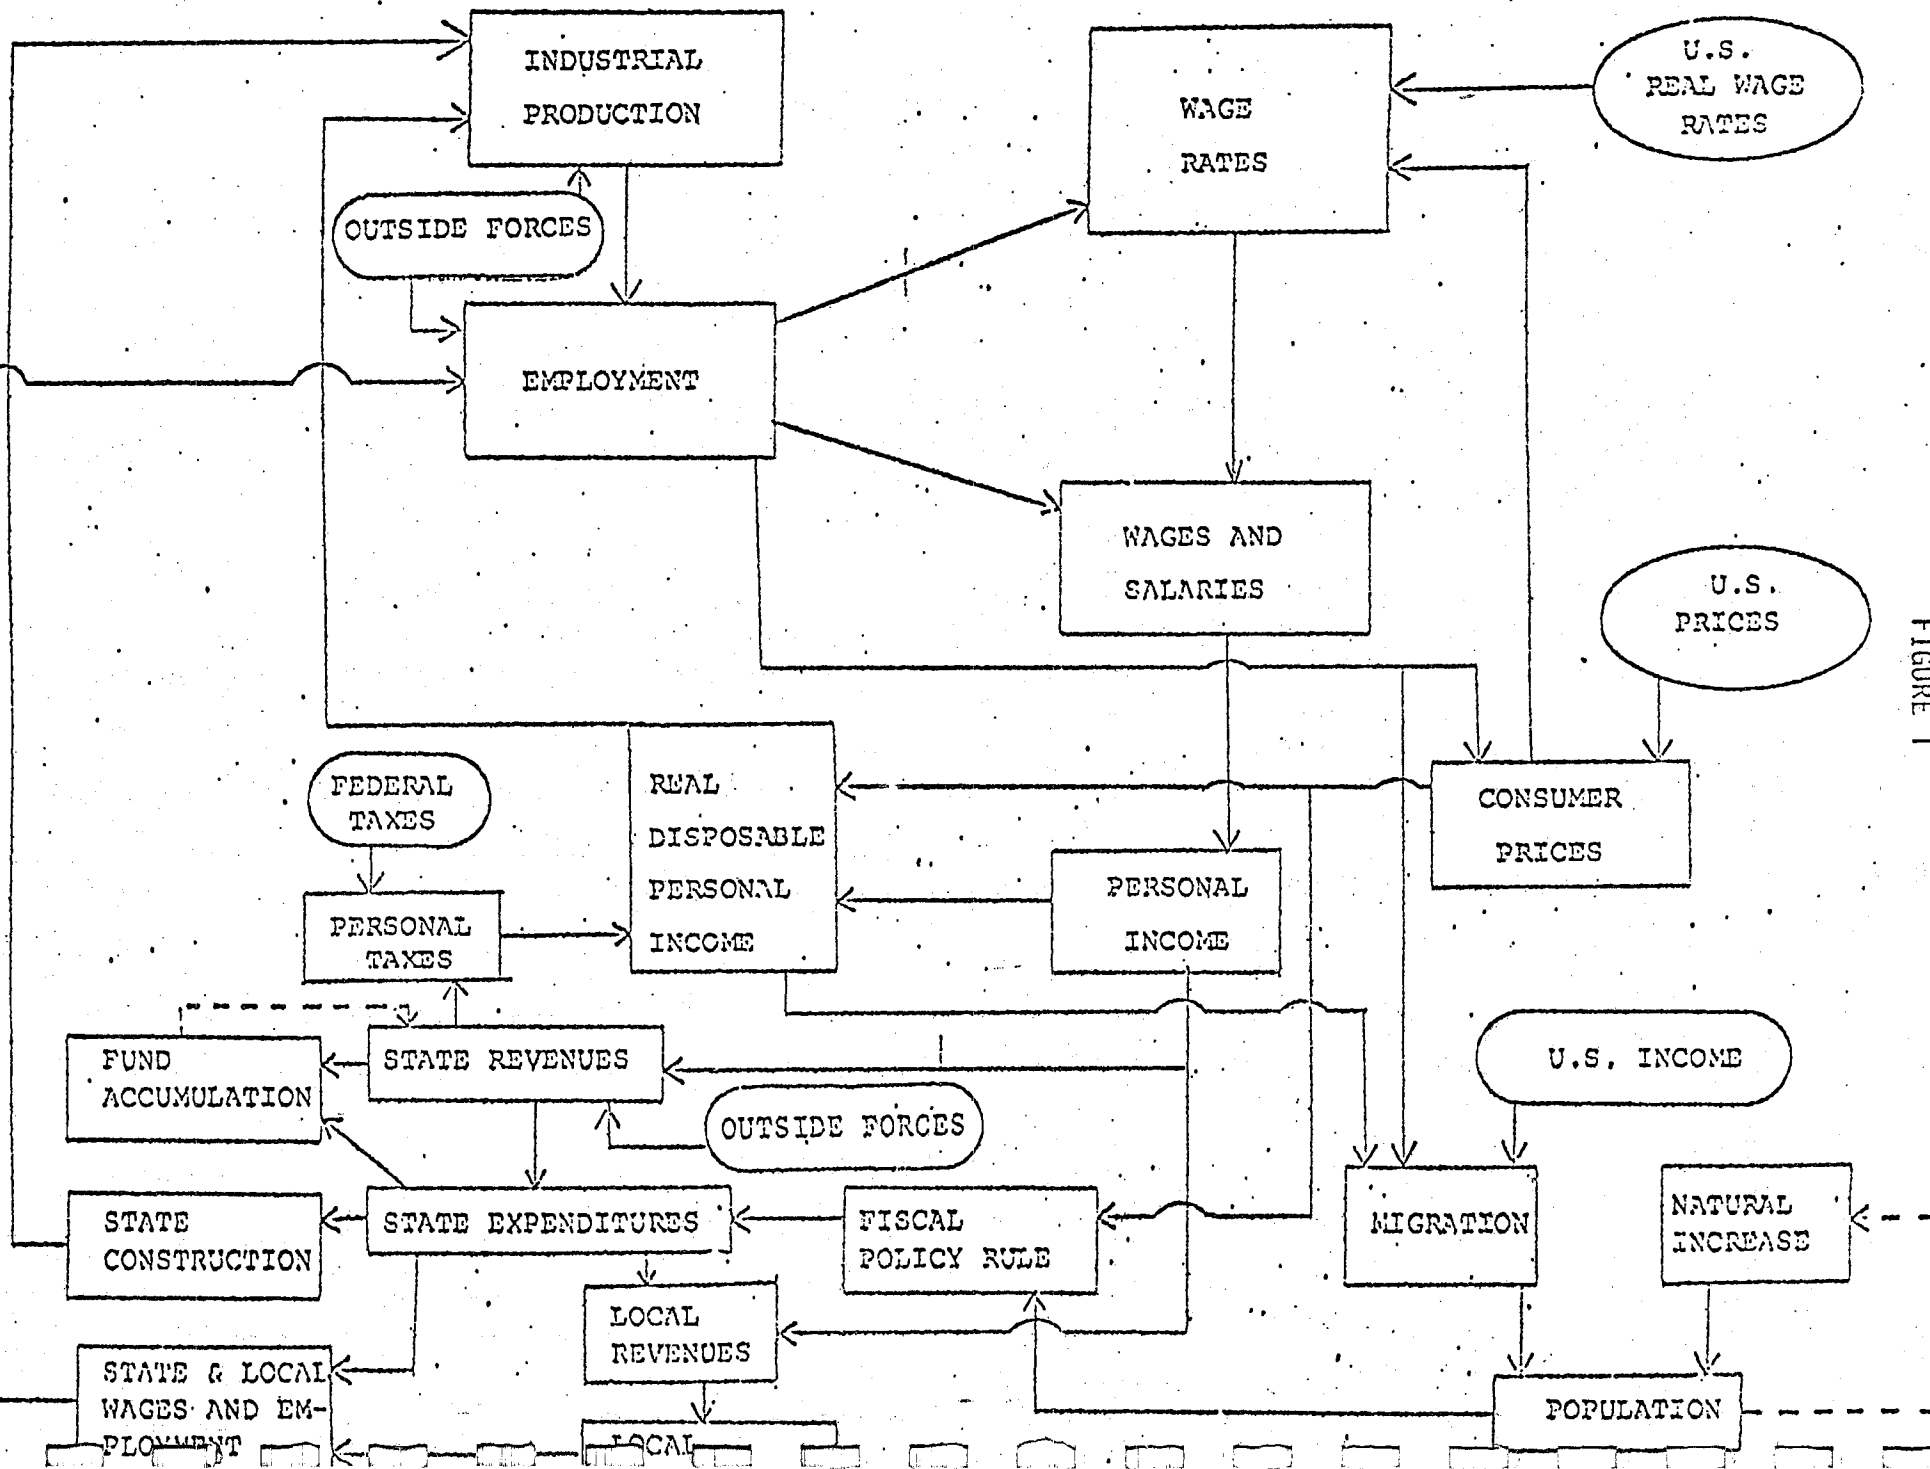 INDUSTRIAL
PRODUCTION
WAGE
RATES
U.S.
REAL WAGE
RATES
OUTSIDE FORCES
EMPLOYMENT
WAGES AND
SALARIES
U.S.
PRICES
FIGURE 1
FEDERAL
TAXES
REAL
DISPOSABLE
PERSONAL
INCOME
CONSUMER
PRICES
PERSONAL
INCOME
PERSONAL
TAXES
FUND
ACCUMULATION
STATE REVENUES
U.S. INCOME
OUTSIDE FORCES
STATE
CONSTRUCTION
STATE EXPENDITURES
FISCAL
POLICY RULE
MIGRATION
NATURAL
INCREASE
LOCAL
REVENUES
STATE & LOCAL
WAGES AND EM-
PLOYMENT
LOCAL
POPULATION